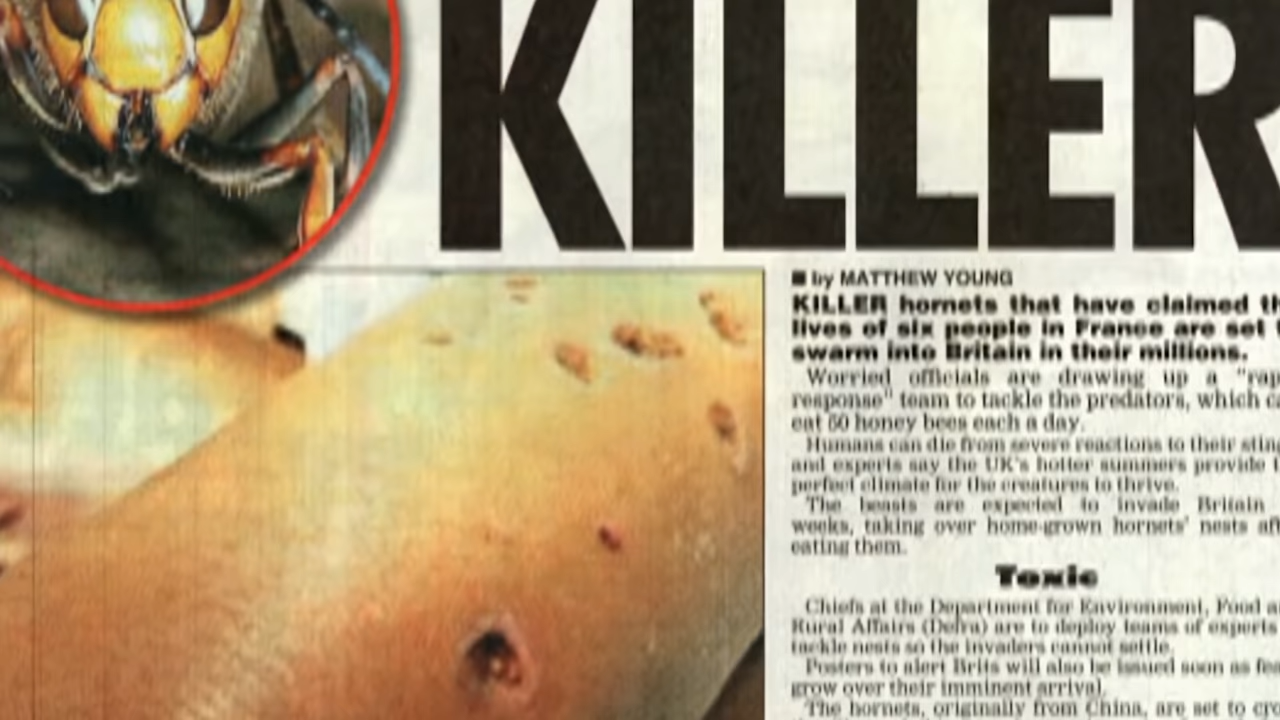 KILLER
■ by MATTHEW YOUNG
KILLER hornets that have claimed
lives of six people in France are set
swarm into Britain in their millions.
Worried officials are drawing up a "rap
response" team to tackle the predators, which
eat 50 honey bees each a day.
Humans can die from severe reactions to their sting
and experts say the UK's hotter summers provide
perfect climate for the creatures to thrive.
The beasts are expected to invade Britain
weeks, taking over home-grown hornets' nests
eating them.
Toxic
Chiefs at the Department for Environment, Food
Rural Affairs (Defra) are to deploy teams of experts
tackle nests so the invaders cannot settle.
Posters to alert Brits will also be issued soon as
grow over their imminent arrival.
The hornets, originally from China, are set to